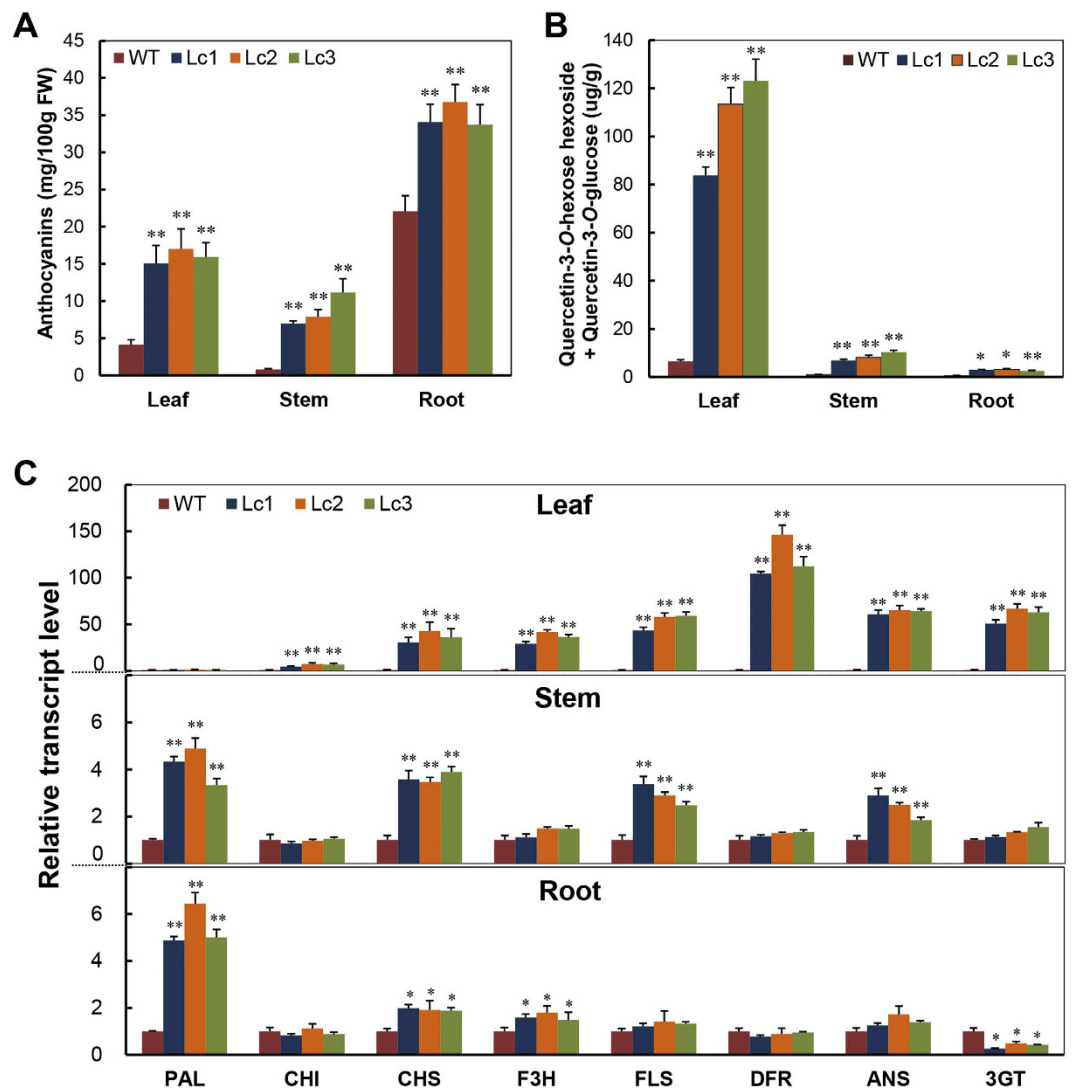 A
Anthocyanins (mg/100g FW)
45
40
35
30
25
20
15
10
5
0
WT Lc1 Lc2 Lc3
**
**
**
**
**
**
**
**
**
Leaf Stem Root
B
Quercetin-3-O-hexose hexoside
+ Quercetin-3-O-glucose (ug/g)
140
120
100
80
60
40
20
0
WT Lc1 Lc2 Lc3
**
**
**
** ** **
* * **
Leaf Stem Root
C
Relative transcript level
200
150
100
50
0
WT Lc1 Lc2 Lc3
Leaf
** ** **
** ** **
** ** **
** ** **
** ** **
** ** **
** ** **
Stem
6
4
2
0
** ** **
** ** **
** ** **
** ** **
Root
6
4
2
0
** ** **
* * *
* * *
* * *
PAL CHI CHS F3H FLS DFR ANS 3GT